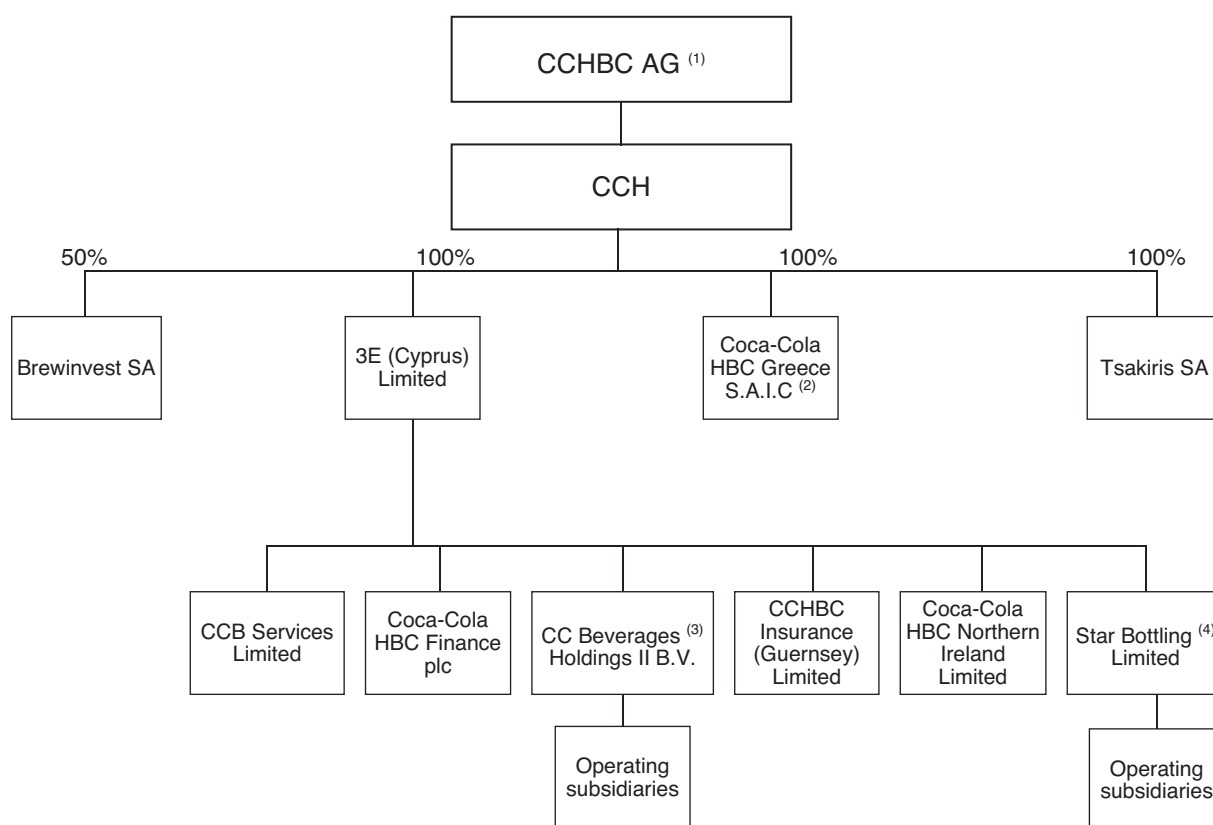 CCHBC AG (1)
CCH
50% 100% 100% 100%
Brewinvest SA
3E (Cyprus)
Limited
Coca-Cola
HBC Greece
S.A.I.C (2)
Tsakiris SA
CCB Services
Limited
Coca-Cola
HBC Finance
plc
CC Beverages (3)
Holdings II B.V.
CCHBC
Insurance
(Guernsey)
Limited
Coca-Cola
HBC Northern
Ireland
Limited
Star Bottling (4)
Limited
Operating
subsidiaries
Operating
subsidiaries